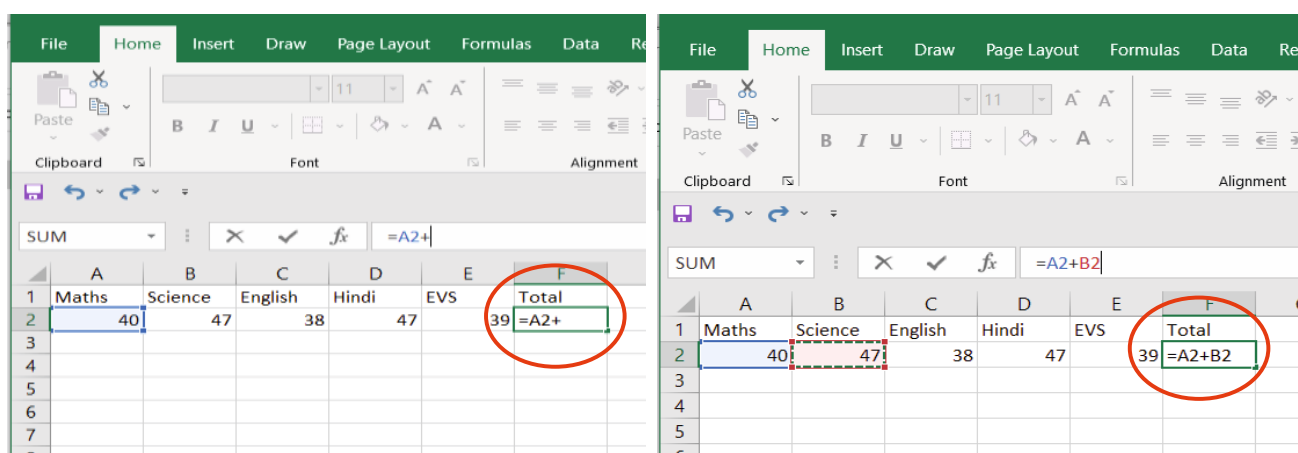 File Home Insert Draw Page Layout Formulas Data Re
11 A A
Paste
B I U A
Clipboard Font Alignment
SUM fx =A2+
A B C D E F
1 Maths Science English Hindi EVS Total
2 40 47 38 47 39 =A2+
3
4
5
6
7
File Home Insert Draw Page Layout Formulas Data Re
11 A A
Paste
B I U A
Clipboard Font Alignment
SUM fx =A2+B2
A B C D E F
1 Maths Science English Hindi EVS Total
2 40 47 38 47 39 =A2+B2
3
4
5